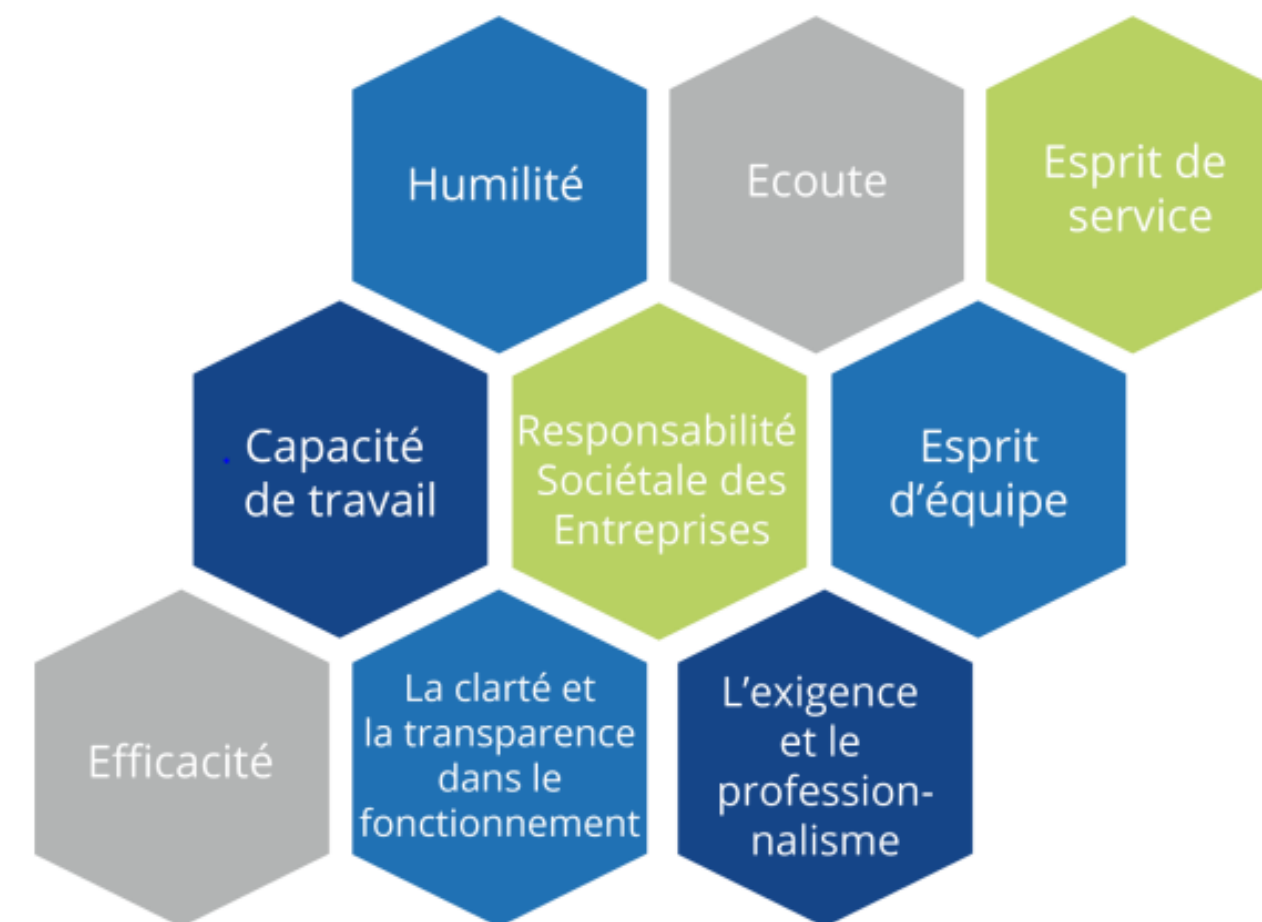 Humilité
Ecoute
Esprit de
service
Capacité
de travail
Responsabilité
Sociétale des
Entreprises
Esprit
d’équipe
Efficacité
La clarté et
la transparence
dans le
fonctionnement
L’exigence
et le
profession-
nalisme